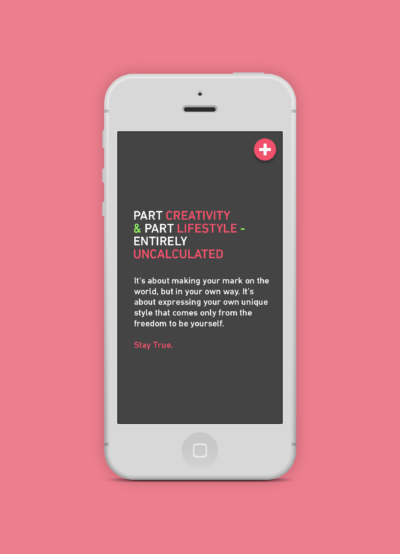 PART CREATIVITY
& PART LIFESTYLE -
ENTIRELY
UNCALCULATED
It's about making your mark on the
world, but in your own way. It's
about expressing your own unique
style that comes only from the
freedom to be yourself.
Stay True.